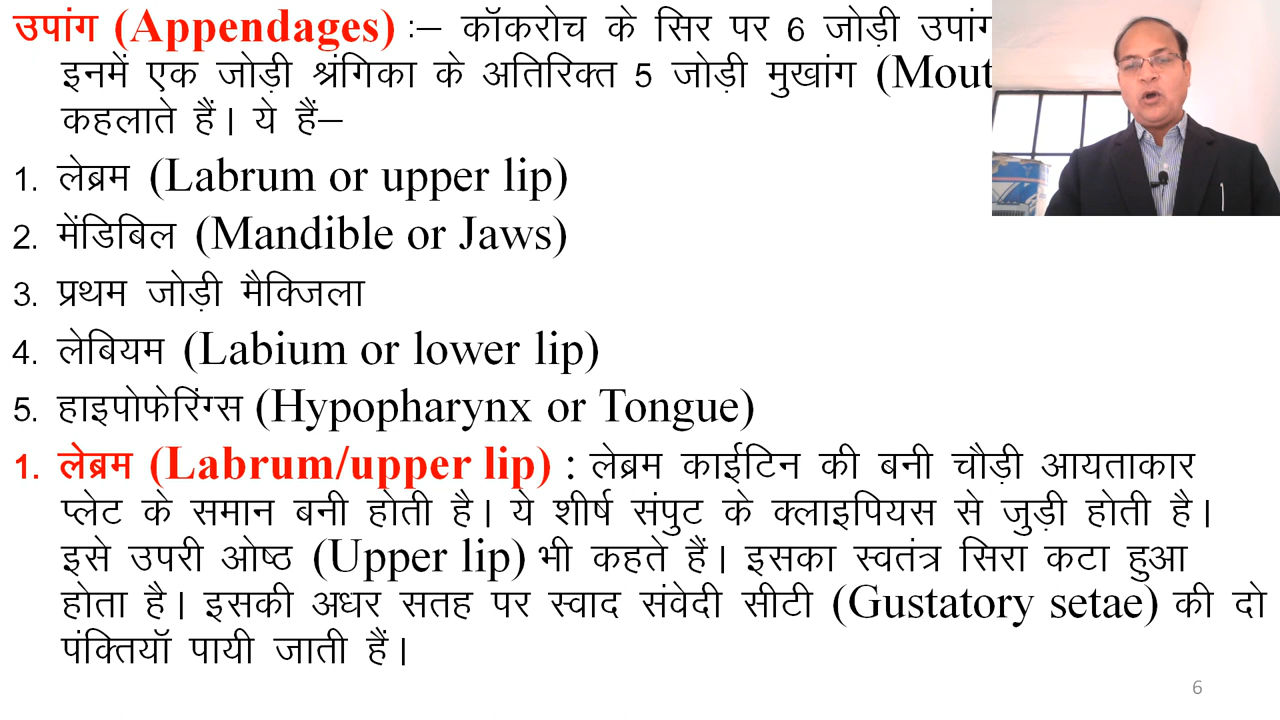 उपांग (Appendages) :– कॉकरोच के सिर पर 6 जोड़ी उपांग
इनमें एक जोड़ी श्रंगिका के अतिरिक्त 5 जोड़ी मुखांग
कहलाते हैं। ये हैं–
1. लेब्रम (Labrum or upper lip)
2. मेंडिबिल (Mandible or Jaws)
3. प्रथम जोड़ी मैक्जिला
4. लेबियम (Labium or lower lip)
5. हाइपोफेरिंग्स (Hypopharynx or Tongue)
1. लेब्रम (Labrum/upper lip) : लेब्रम काईटिन की बनी चौड़ी आयताकार
प्लेट के समान बनी होती है। ये शीर्ष संपुट के क्लाइपियस से जुड़ी होती है।
इसे उपरी ओष्ठ (Upper lip) भी कहते हैं। इसका स्वतंत्र सिरा कटा हुआ
होता है। इसकी अधर सतह पर स्वाद संवेदी सीटी (Gustatory setae) की दो
पंक्तियॉ पायी जाती हैं।
6